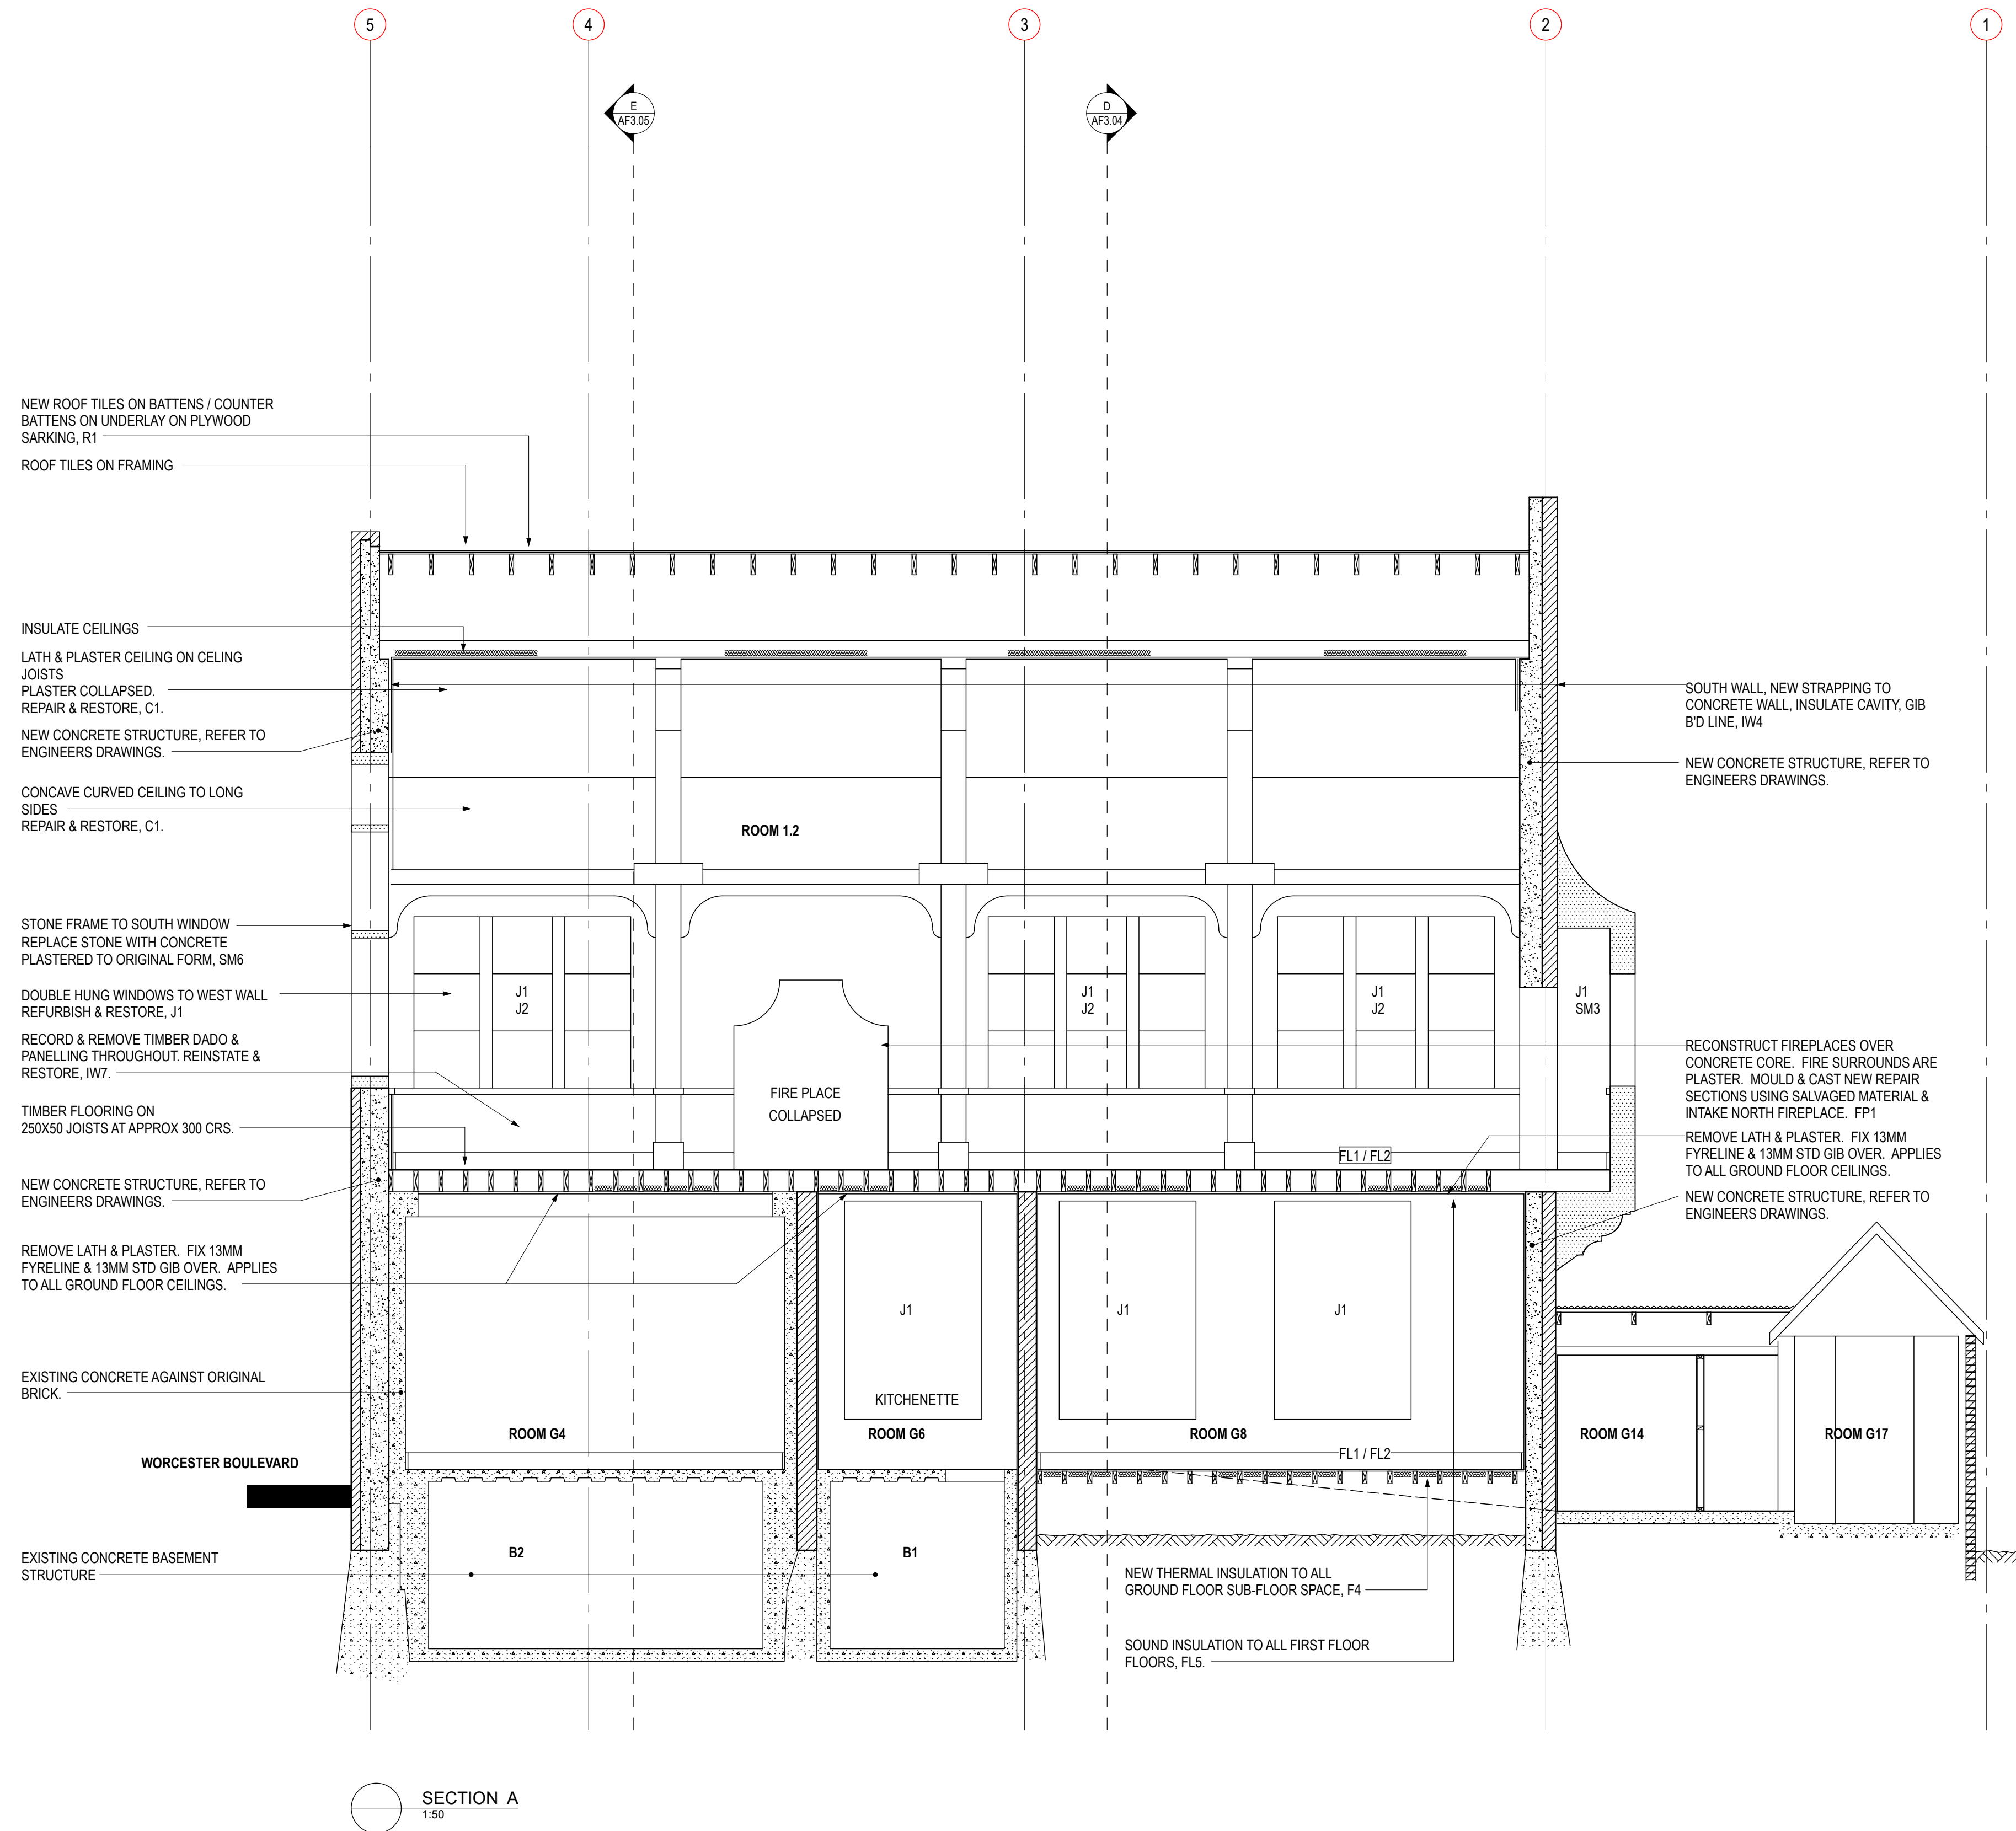 5
4
3
2
1
E
AF3.05
D
AF3.04
NEW ROOF TILES ON BATTENS / COUNTER
BATTENS ON UNDERLAY ON PLYWOOD
SARKING, R1
ROOF TILES ON FRAMING
INSULATE CEILINGS
LATH & PLASTER CEILING ON CELING
JOISTS
PLASTER COLLAPSED.
REPAIR & RESTORE, C1.
NEW CONCRETE STRUCTURE, REFER TO
ENGINEERS DRAWINGS.
CONCAVE CURVED CEILING TO LONG
SIDES
REPAIR & RESTORE, C1.
STONE FRAME TO SOUTH WINDOW
REPLACE STONE WITH CONCRETE
PLASTERED TO ORIGINAL FORM, SM6
DOUBLE HUNG WINDOWS TO WEST WALL
REFURBISH & RESTORE, J1
RECORD & REMOVE TIMBER DADO &
PANELLING THROUGHOUT. REINSTATE &
RESTORE, IW7.
TIMBER FLOORING ON
250X50 JOISTS AT APPROX 300 CRS.
NEW CONCRETE STRUCTURE, REFER TO
ENGINEERS DRAWINGS.
REMOVE LATH & PLASTER.  FIX 13MM
FYRELINE & 13MM STD GIB OVER.  APPLIES
TO ALL GROUND FLOOR CEILINGS.
EXISTING CONCRETE AGAINST ORIGINAL
BRICK.
WORCESTER BOULEVARD
EXISTING CONCRETE BASEMENT
STRUCTURE
ROOM 1.2
J1
J2
FIRE PLACE
COLLAPSED
J1
J2
J1
J2
J1
SM3
FL1 / FL2
J1
KITCHENETTE
J1
J1
ROOM G4
ROOM G6
ROOM G8
FL1 / FL2
ROOM G14
ROOM G17
B2
B1
SOUTH WALL, NEW STRAPPING TO
CONCRETE WALL, INSULATE CAVITY, GIB
B'D LINE, IW4
NEW CONCRETE STRUCTURE, REFER TO
ENGINEERS DRAWINGS.
RECONSTRUCT FIREPLACES OVER
CONCRETE CORE.  FIRE SURROUNDS ARE
PLASTER.  MOULD & CAST NEW REPAIR
SECTIONS USING SALVAGED MATERIAL &
INTAKE NORTH FIREPLACE.  FP1
REMOVE LATH & PLASTER.  FIX 13MM
FYRELINE & 13MM STD GIB OVER.  APPLIES
TO ALL GROUND FLOOR CEILINGS.
NEW CONCRETE STRUCTURE, REFER TO
ENGINEERS DRAWINGS.
NEW THERMAL INSULATION TO ALL
GROUND FLOOR SUB-FLOOR SPACE, F4
SOUND INSULATION TO ALL FIRST FLOOR
FLOORS, FL5.
SECTION A
1:50